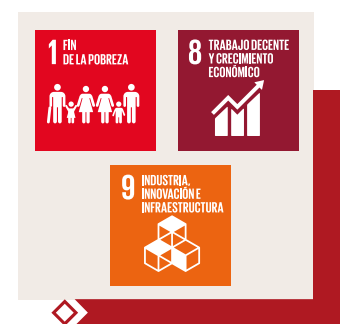 1 FIN
DE LA POBREZA
8 TRABAJO DECENTE
Y CRECIMIENTO
ECONÓMICO
9 INDUSTRIA,
INNOVACIÓN E
INFRAESTRUCTURA